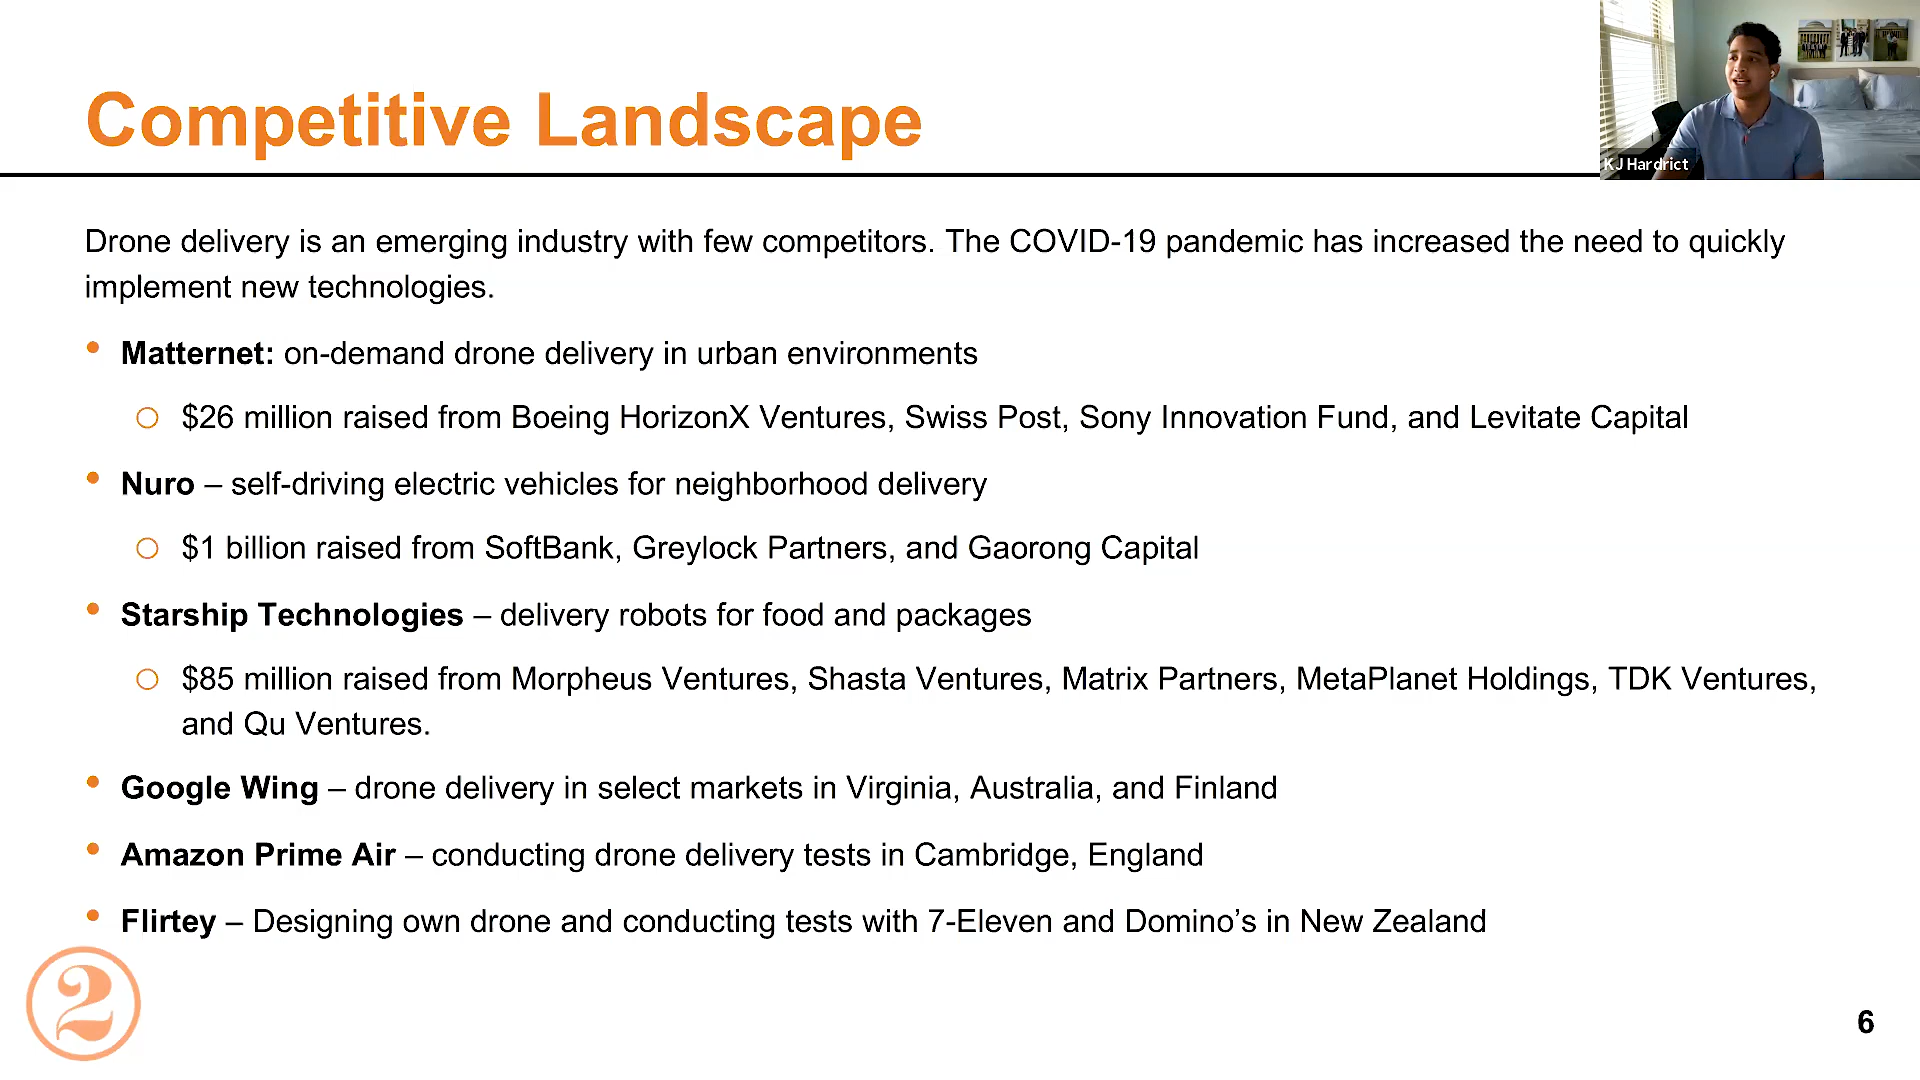 Competitive Landscape
KJ Hardrict
Drone delivery is an emerging industry with few competitors. The COVID-19 pandemic has increased the need to quickly
implement new technologies.
• Matternet: on-demand drone delivery in urban environments
○ $26 million raised from Boeing HorizonX Ventures, Swiss Post, Sony Innovation Fund, and Levitate Capital
• Nuro – self-driving electric vehicles for neighborhood delivery
○ $1 billion raised from SoftBank, Greylock Partners, and Gaorong Capital
• Starship Technologies – delivery robots for food and packages
○ $85 million raised from Morpheus Ventures, Shasta Ventures, Matrix Partners, MetaPlanet Holdings, TDK Ventures,
and Qu Ventures.
• Google Wing – drone delivery in select markets in Virginia, Australia, and Finland
• Amazon Prime Air – conducting drone delivery tests in Cambridge, England
• Flirtey – Designing own drone and conducting tests with 7-Eleven and Domino’s in New Zealand
2
6